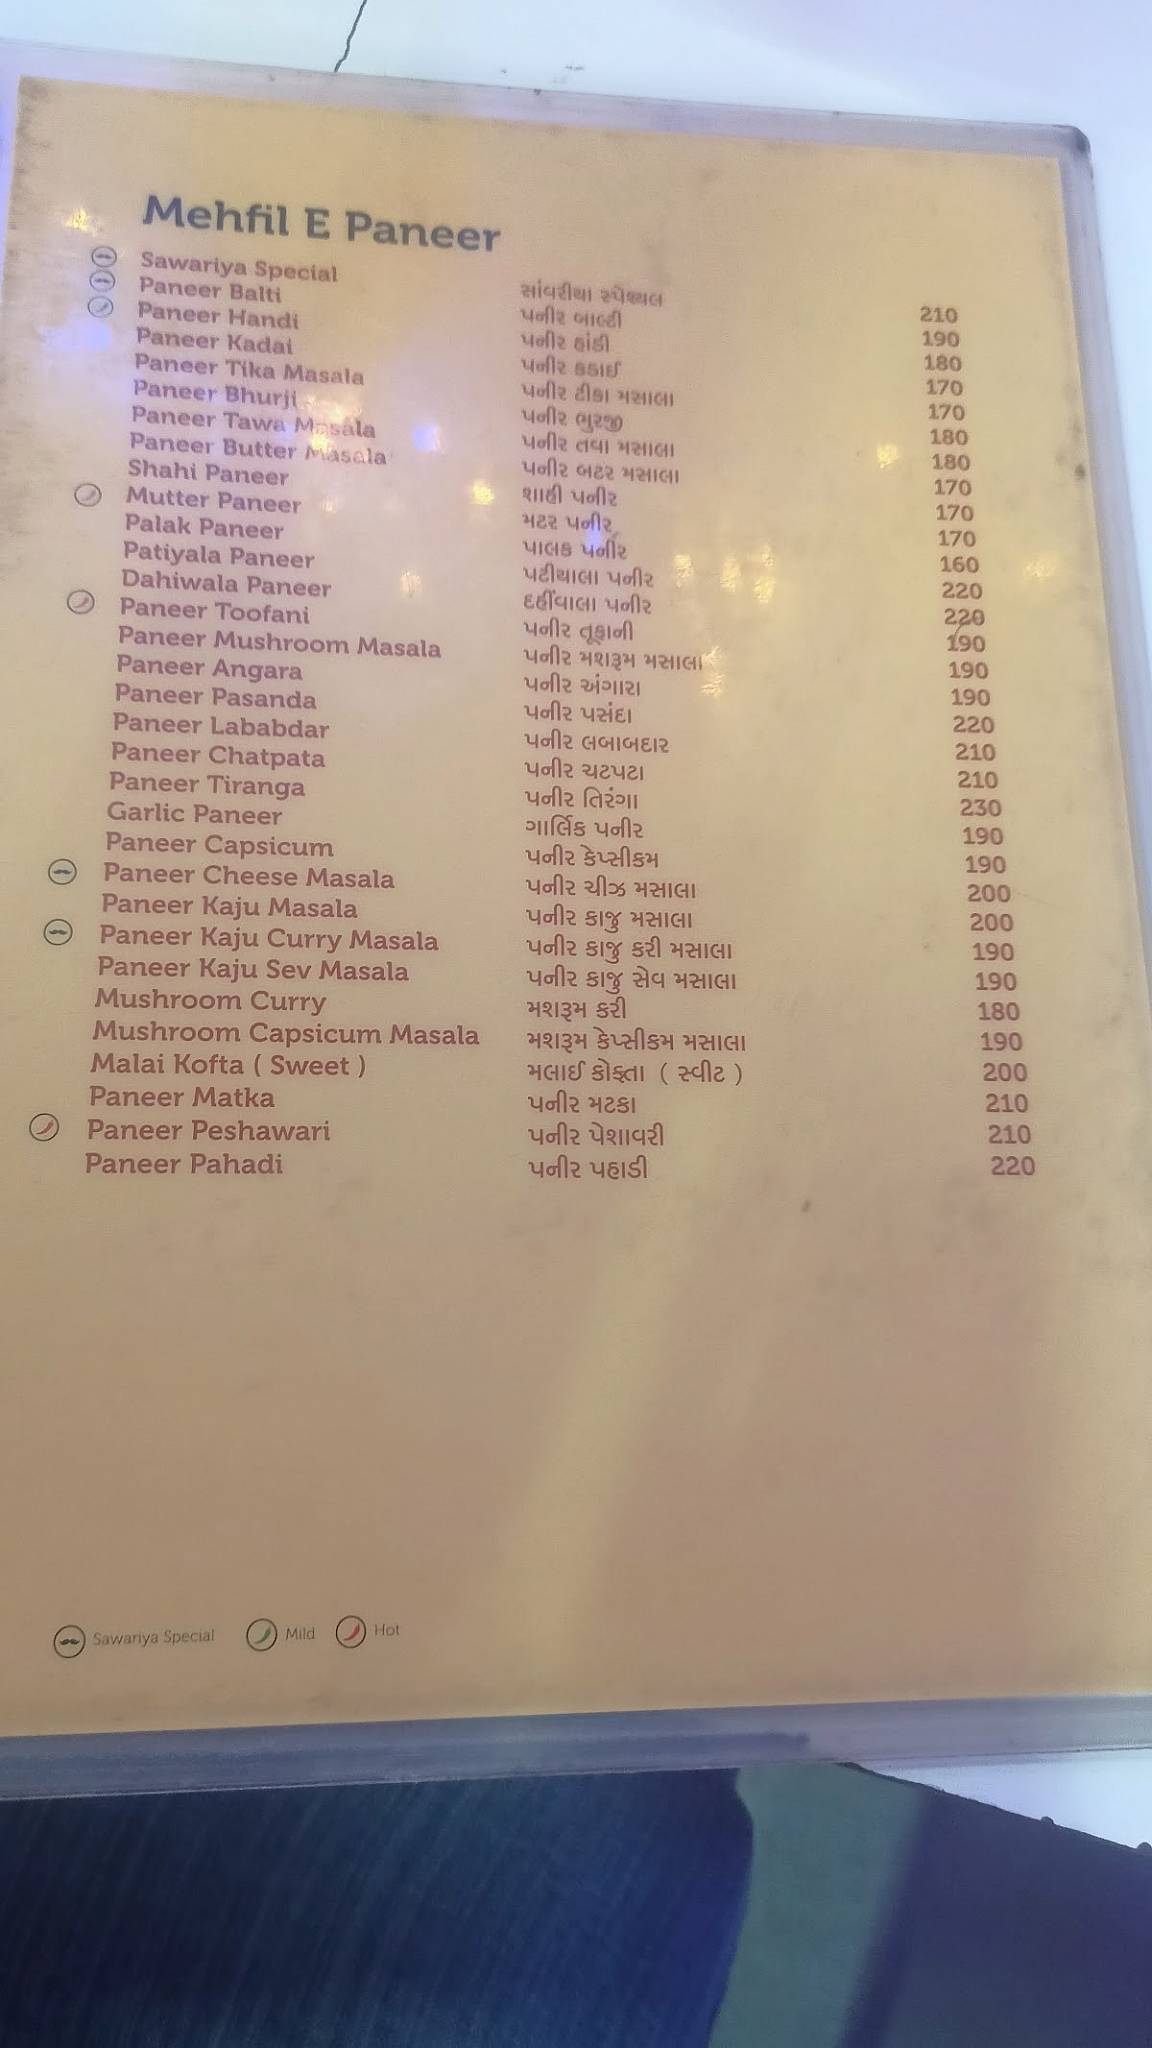 Mehfil E Paneer
Sawariya Special સાંવરીયા સ્પેશ્યલ 210
Paneer Balti પનીર બાલ્ટી 190
Paneer Handi પનીર હાંડી 180
Paneer Kadai પનીર કડાઈ 170
Paneer Tika Masala પનીર ટીકા મસાલા 170
Paneer Bhurji પનીર ભુરજી 180
Paneer Tawa Masala પનીર તવા મસાલા 180
Paneer Butter Masala પનીર બટર મસાલા 170
Shahi Paneer શાહી પનીર 170
Mutter Paneer મટર પનીર 170
Palak Paneer પાલક પનીર 160
Patiyala Paneer પટીયાલા પનીર 220
Dahiwala Paneer દહીંવાલા પનીર 220
Paneer Toofani પનીર તૂફાની 190
Paneer Mushroom Masala પનીર મશરૂમ મસાલા 190
Paneer Angara પનીર અંગારા 190
Paneer Pasanda પનીર પસંદા 220
Paneer Lababdar પનીર લબાબદાર 210
Paneer Chatpata પનીર ચટપટા 210
Paneer Tiranga પનીર તિરંગા 230
Garlic Paneer ગાર્લિક પનીર 190
Paneer Capsicum પનીર કેપ્સીકમ 190
Paneer Cheese Masala પનીર ચીઝ મસાલા 200
Paneer Kaju Masala પનીર કાજુ મસાલા 200
Paneer Kaju Curry Masala પનીર કાજુ કરી મસાલા 190
Paneer Kaju Sev Masala પનીર કાજુ સેવ મસાલા 190
Mushroom Curry મશરૂમ કરી 180
Mushroom Capsicum Masala મશરૂમ કેપ્સીકમ મસાલા 190
Malai Kofta ( Sweet ) મલાઈ કોફ્તા ( સ્વીટ ) 200
Paneer Matka પનીર મટકા 210
Paneer Peshawari પનીર પેશાવરી 210
Paneer Pahadi પનીર પહાડી 220
Sawariya Special Mild Hot